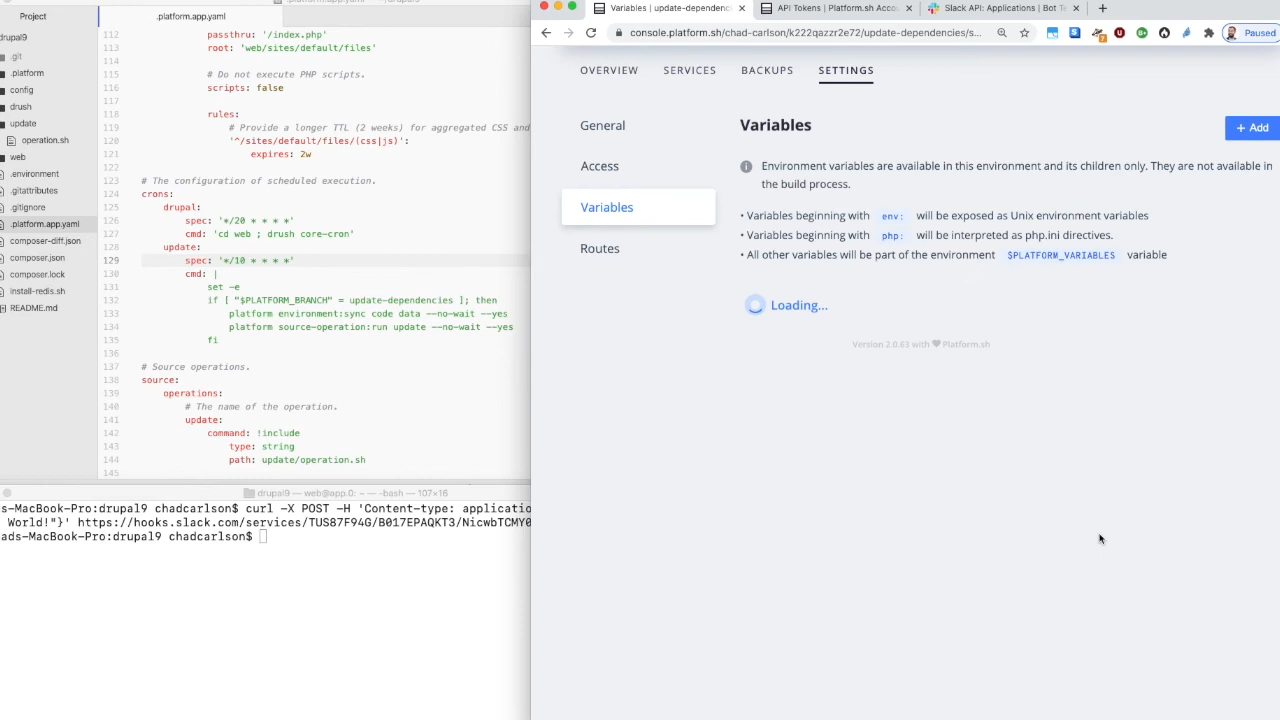 .platform.app.yaml
Project
drupal9
.git
.platform
config
drush
update
operation.sh
web
.environment
.gitattributes
.gitignore
.platform.app.yaml
composer-diff.json
composer.json
composer.lock
install-redis.sh
README.md
112 passthru: '/index.php'
113 root: 'web/sites/default/files'
114
115 # Do not execute PHP scripts.
116 scripts: false
117
118 rules:
119 # Provide a longer TTL (2 weeks) for aggregated CSS and
120 '^/sites/default/files/(css|js)':
121 expires: 2w
122
123 # The configuration of scheduled execution.
124 crons:
125 drupal:
126 spec: '*/20 * * * *'
127 cmd: 'cd web ; drush core-cron'
128 update:
129 spec: '*/10 * * * *'
130 cmd: |
131 set -e
132 if [ "$PLATFORM_BRANCH" = update-dependencies ]; then
133 platform environment:sync code data --no-wait --yes
134 platform source-operation:run update --no-wait --yes
135 fi
136
137 # Source operations.
138 source:
139 operations:
140 # The name of the operation.
141 update:
142 command: !include
143 type: string
144 path: update/operation.sh
145
drupal9 — web@app.0: ~ — -bash — 107×16
s-MacBook-Pro:drupal9 chadcarlson$ curl -X POST -H 'Content-type: applicatio
World!"}' https://hooks.slack.com/services/TUS87F94G/B017EPAQKT3/NicwbTCMY0
ads-MacBook-Pro:drupal9 chadcarlson$
Variables | update-dependenci
API Tokens | Platform.sh Acco
Slack API: Applications | Bot Te
console.platform.sh/chad-carlson/k222qazzr2e72/update-dependencies/s...
Paused
OVERVIEW SERVICES BACKUPS SETTINGS
General
Access
Variables
Routes
Variables
+ Add
Environment variables are available in this environment and its children only. They are not available in
the build process.
• Variables beginning with env: will be exposed as Unix environment variables
• Variables beginning with php: will be interpreted as php.ini directives.
• All other variables will be part of the environment $PLATFORM_VARIABLES variable
Loading...
Version 2.0.63 with ♥ Platform.sh